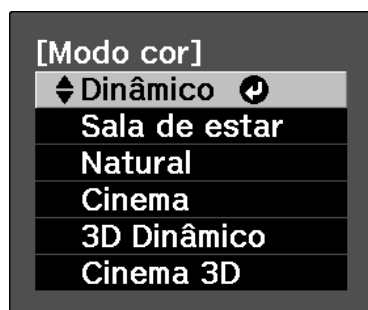 [Modo cor]
Dinâmico
Sala de estar
Natural
Cinema
3D Dinâmico
Cinema 3D